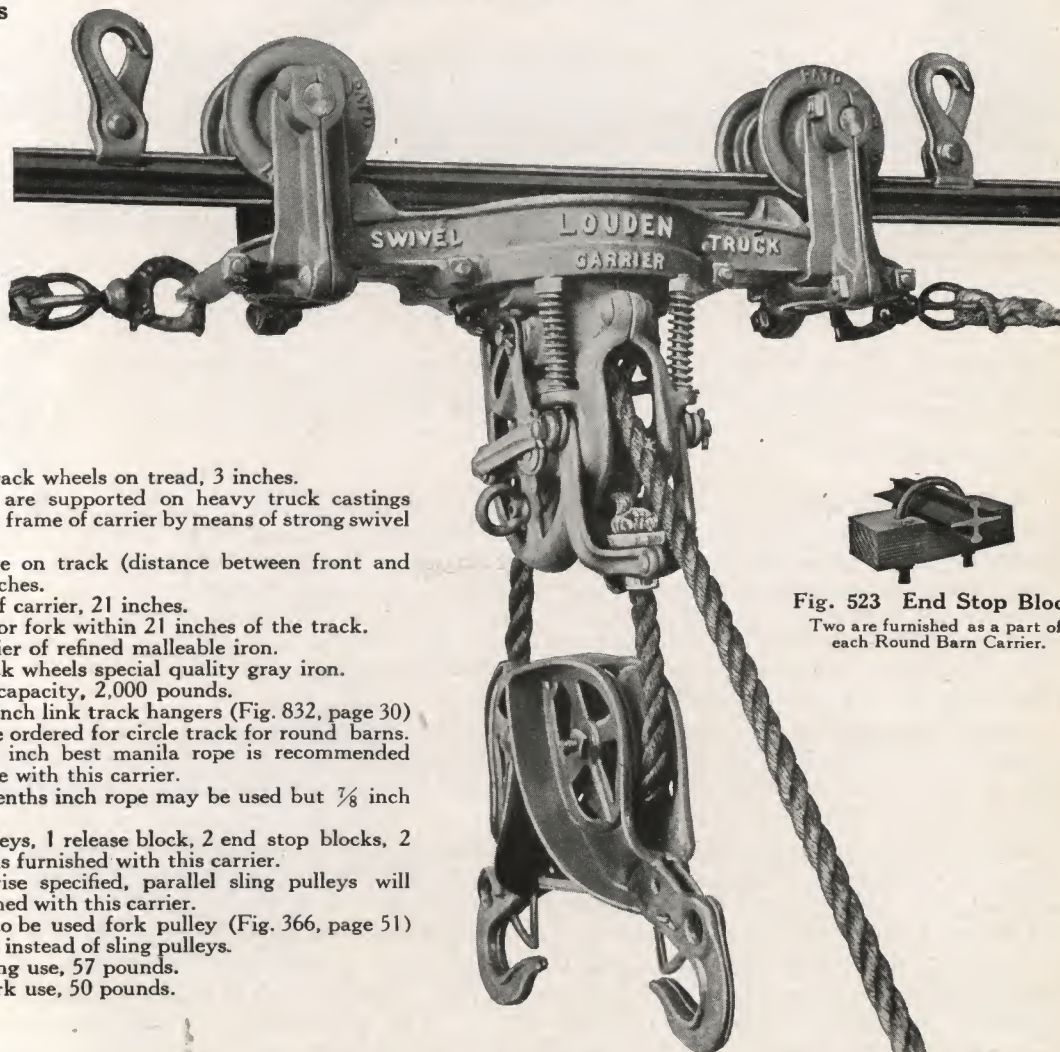 s
PAT'D
PAT'D
SWIVEL LOUDEN TRUCK
CARRIER
rack wheels on tread, 3 inches.
are supported on heavy truck castings
frame of carrier by means of strong swivel
e on track (distance between front and
ches.
f carrier, 21 inches.
or fork within 21 inches of the track.
ier of refined malleable iron.
k wheels special quality gray iron.
capacity, 2,000 pounds.
nch link track hangers (Fig. 832, page 30)
e ordered for circle track for round barns.
inch best manila rope is recommended
e with this carrier.
enths inch rope may be used but ⅞ inch
eys, 1 release block, 2 end stop blocks, 2
s furnished with this carrier.
ise specified, parallel sling pulleys will
ned with this carrier.
o be used fork pulley (Fig. 366, page 51)
instead of sling pulleys.
ng use, 57 pounds.
rk use, 50 pounds.
Fig. 523 End Stop Bloc
Two are furnished as a part of
each Round Barn Carrier.